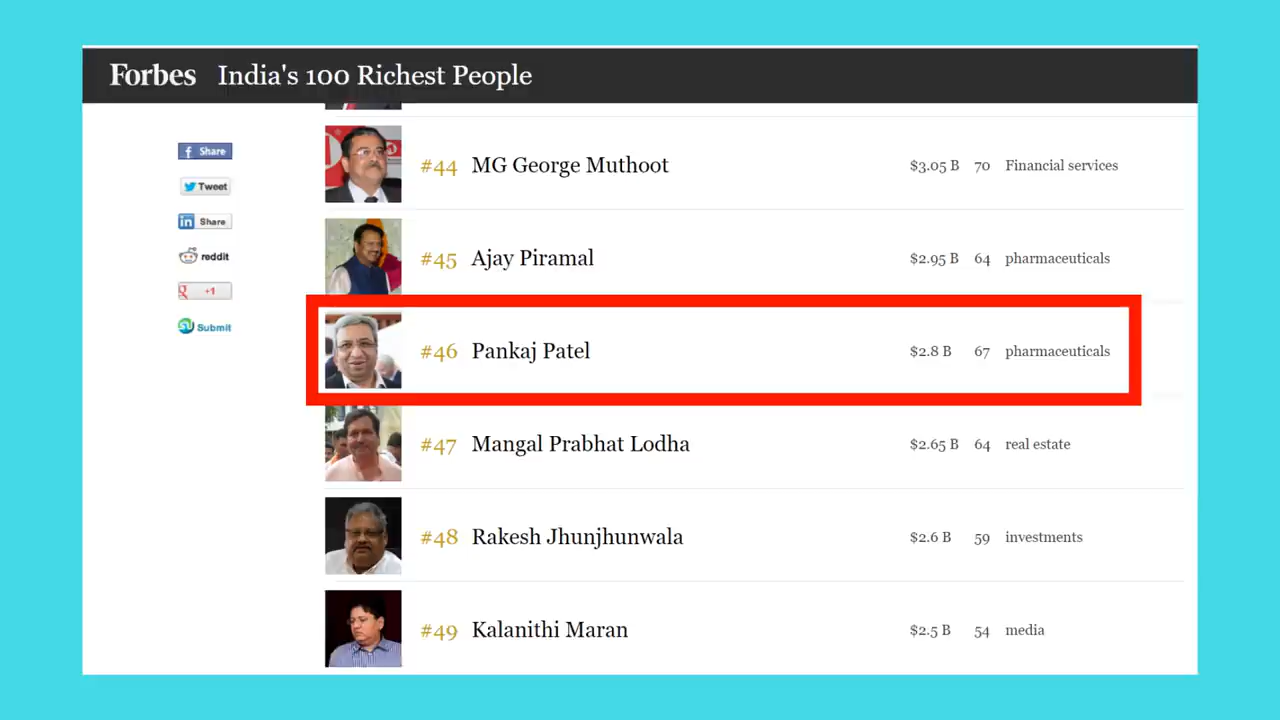 Forbes India's 100 Richest People
Share
Tweet
in Share
reddit
+1
Submit
#44 MG George Muthoot $3.05 B 70 Financial services
#45 Ajay Piramal $2.95 B 64 pharmaceuticals
#46 Pankaj Patel $2.8 B 67 pharmaceuticals
#47 Mangal Prabhat Lodha $2.65 B 64 real estate
#48 Rakesh Jhunjhunwala $2.6 B 59 investments
#49 Kalanithi Maran $2.5 B 54 media